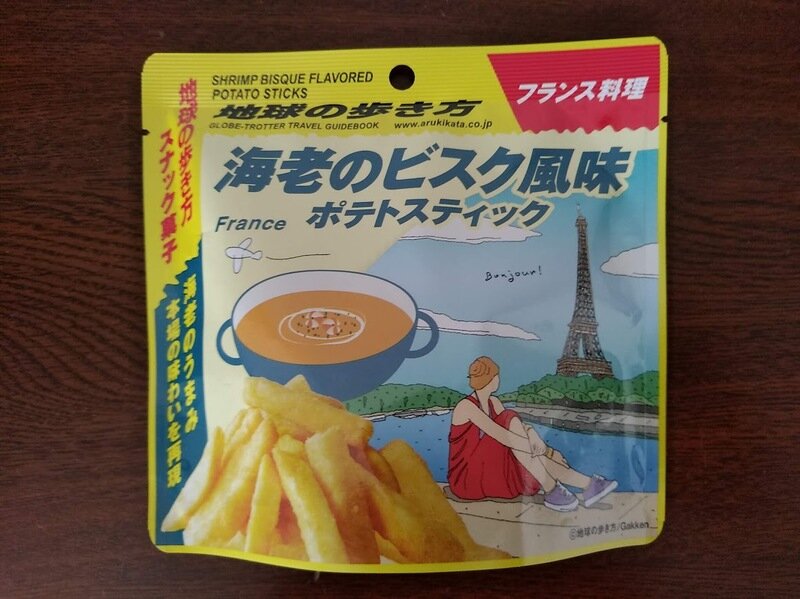 SHRIMP BISQUE FLAVORED
POTATO STICKS
地球の歩き方
GLOBE-TROTTER TRAVEL GUIDEBOOK www.arukikata.co.jp
フランス料理
地球の歩き方
スナック菓子
海老のビスク風味
France ポテトスティック
Bonjour!
海老のうまみ
本場の味わいを再現
©地球の歩き方/Gakken